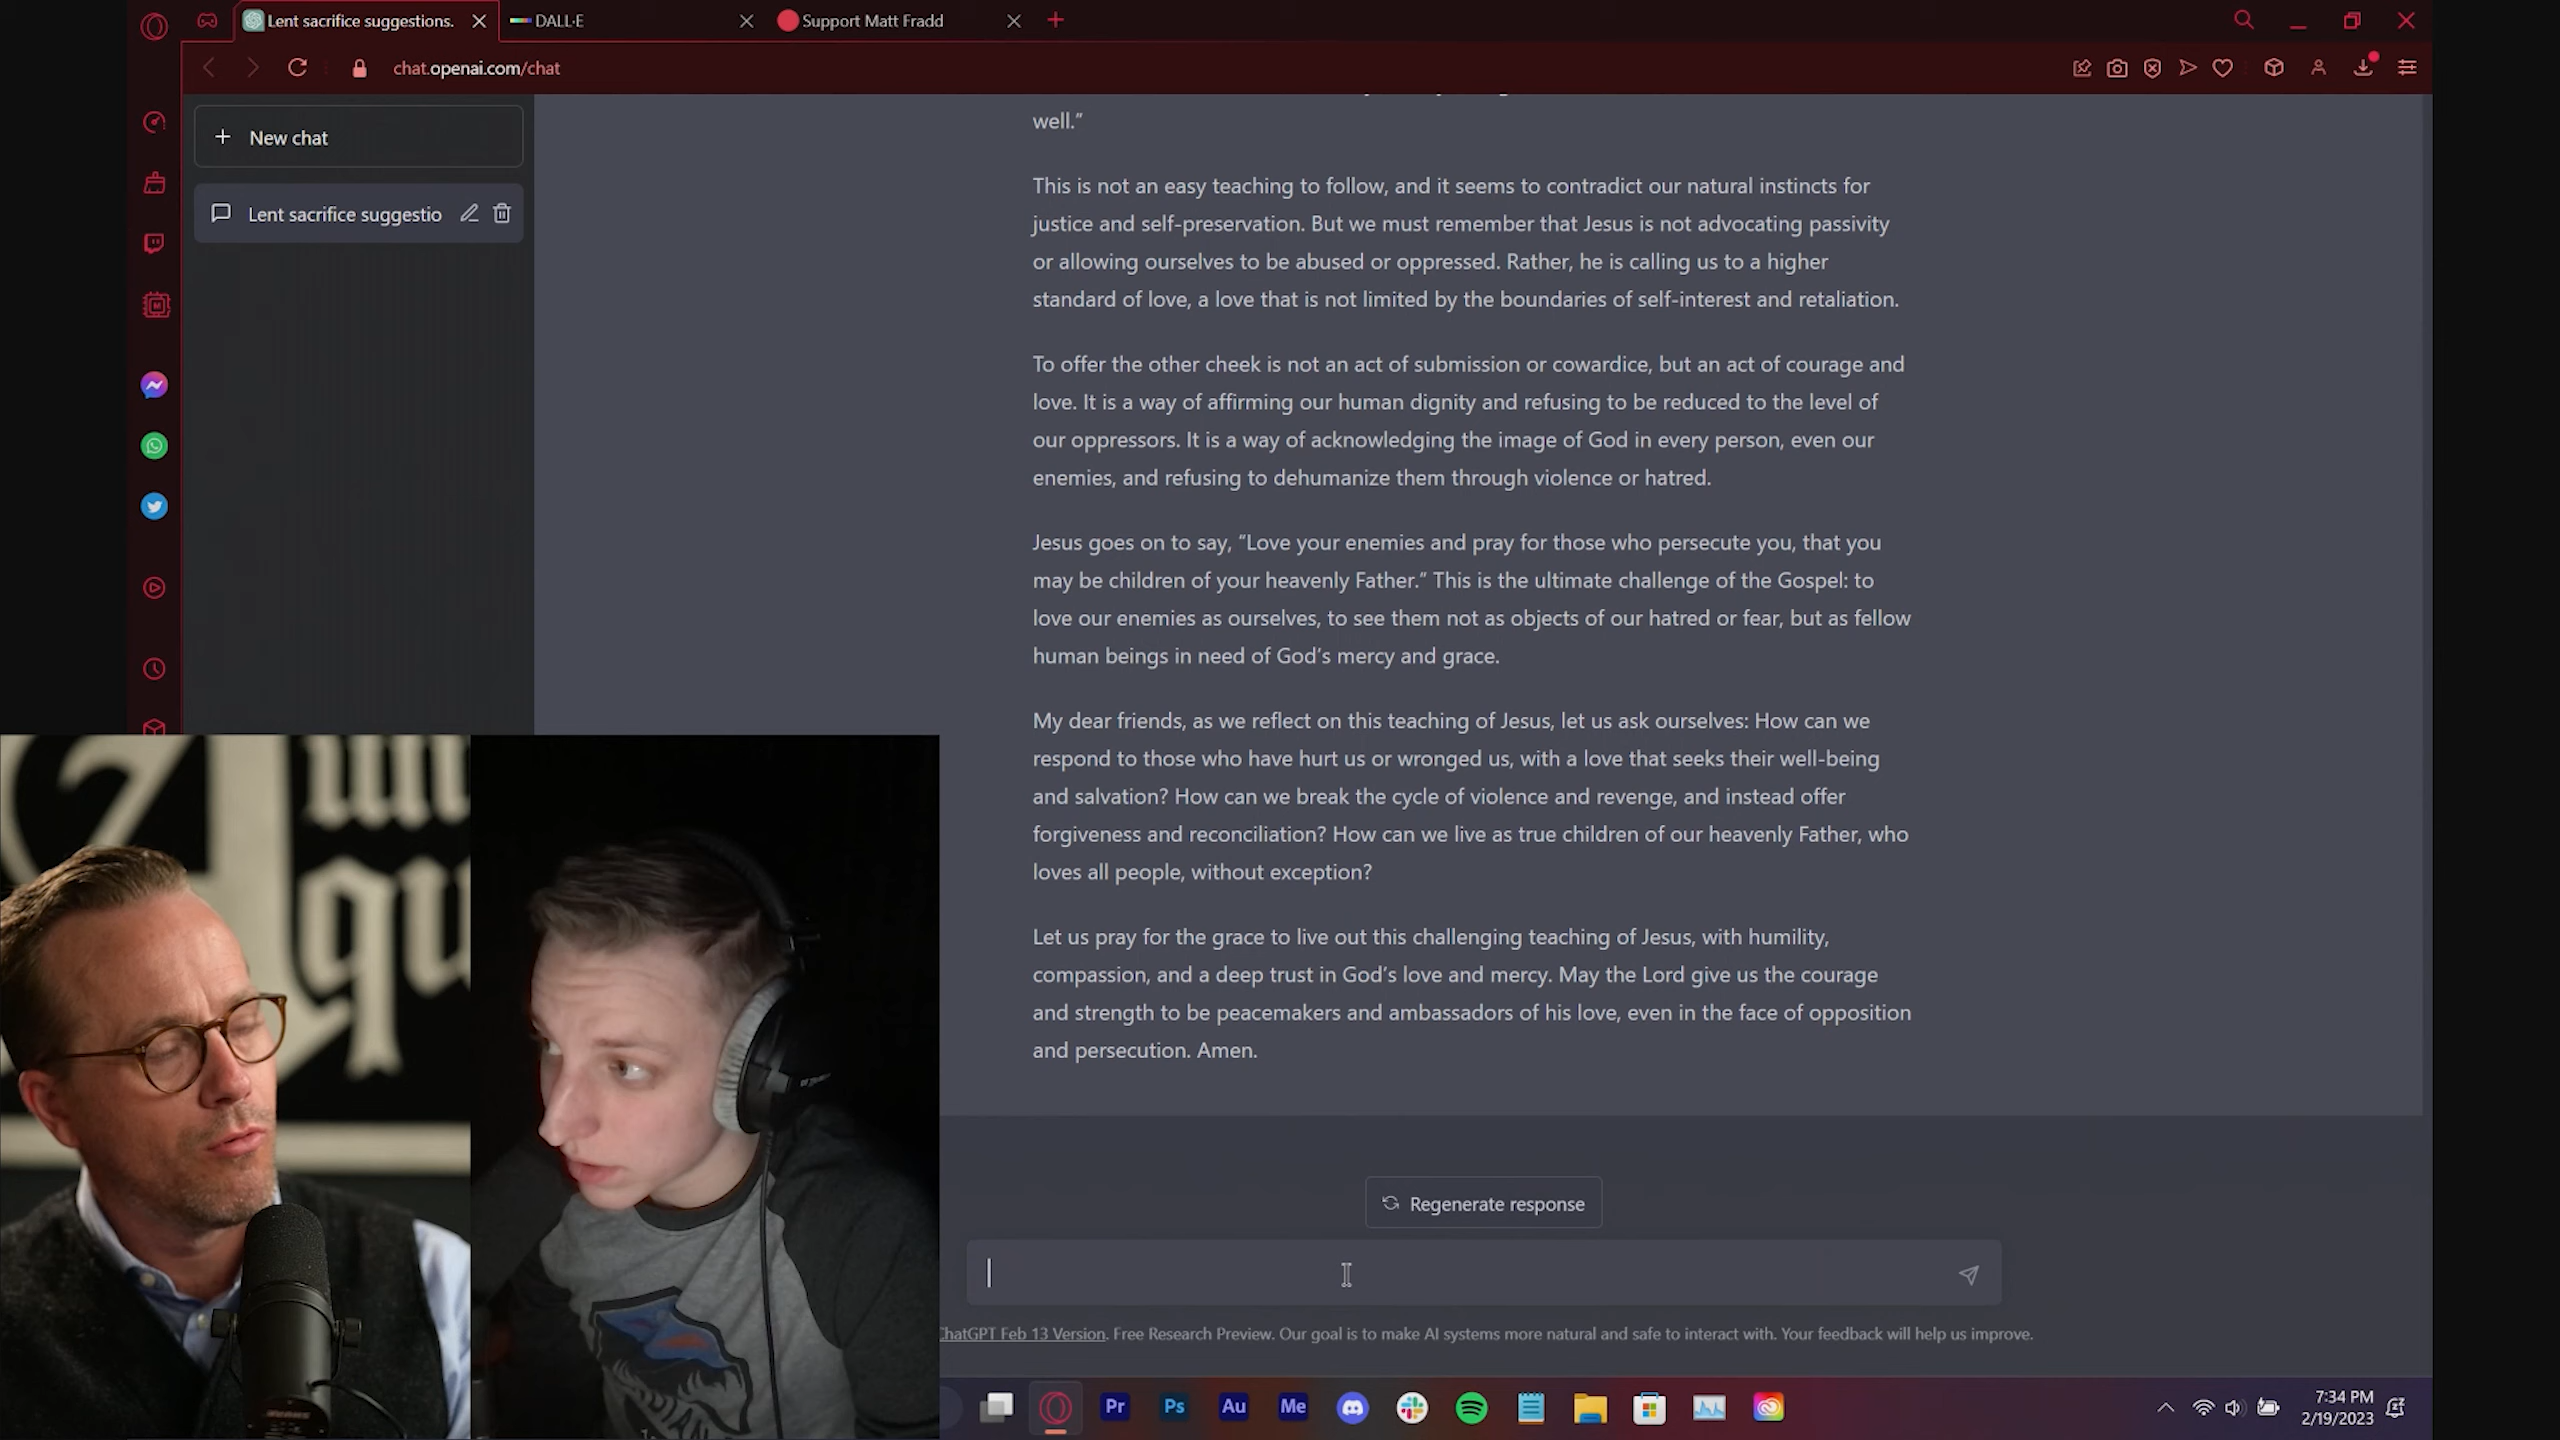 Lent sacrifice suggestions.
DALL·E
Support Matt Fradd
chat.openai.com/chat
New chat
Lent sacrifice suggestio
well.”
This is not an easy teaching to follow, and it seems to contradict our natural instincts for
justice and self-preservation. But we must remember that Jesus is not advocating passivity
or allowing ourselves to be abused or oppressed. Rather, he is calling us to a higher
standard of love, a love that is not limited by the boundaries of self-interest and retaliation.
To offer the other cheek is not an act of submission or cowardice, but an act of courage and
love. It is a way of affirming our human dignity and refusing to be reduced to the level of
our oppressors. It is a way of acknowledging the image of God in every person, even our
enemies, and refusing to dehumanize them through violence or hatred.
Jesus goes on to say, “Love your enemies and pray for those who persecute you, that you
may be children of your heavenly Father.” This is the ultimate challenge of the Gospel: to
love our enemies as ourselves, to see them not as objects of our hatred or fear, but as fellow
human beings in need of God’s mercy and grace.
My dear friends, as we reflect on this teaching of Jesus, let us ask ourselves: How can we
respond to those who have hurt us or wronged us, with a love that seeks their well-being
and salvation? How can we break the cycle of violence and revenge, and instead offer
forgiveness and reconciliation? How can we live as true children of our heavenly Father, who
loves all people, without exception?
Let us pray for the grace to live out this challenging teaching of Jesus, with humility,
compassion, and a deep trust in God’s love and mercy. May the Lord give us the courage
and strength to be peacemakers and ambassadors of his love, even in the face of opposition
and persecution. Amen.
Regenerate response
ChatGPT Feb 13 Version. Free Research Preview. Our goal is to make AI systems more natural and safe to interact with. Your feedback will help us improve.
Pr
Ps
Au
Me
7:34 PM
2/19/2023